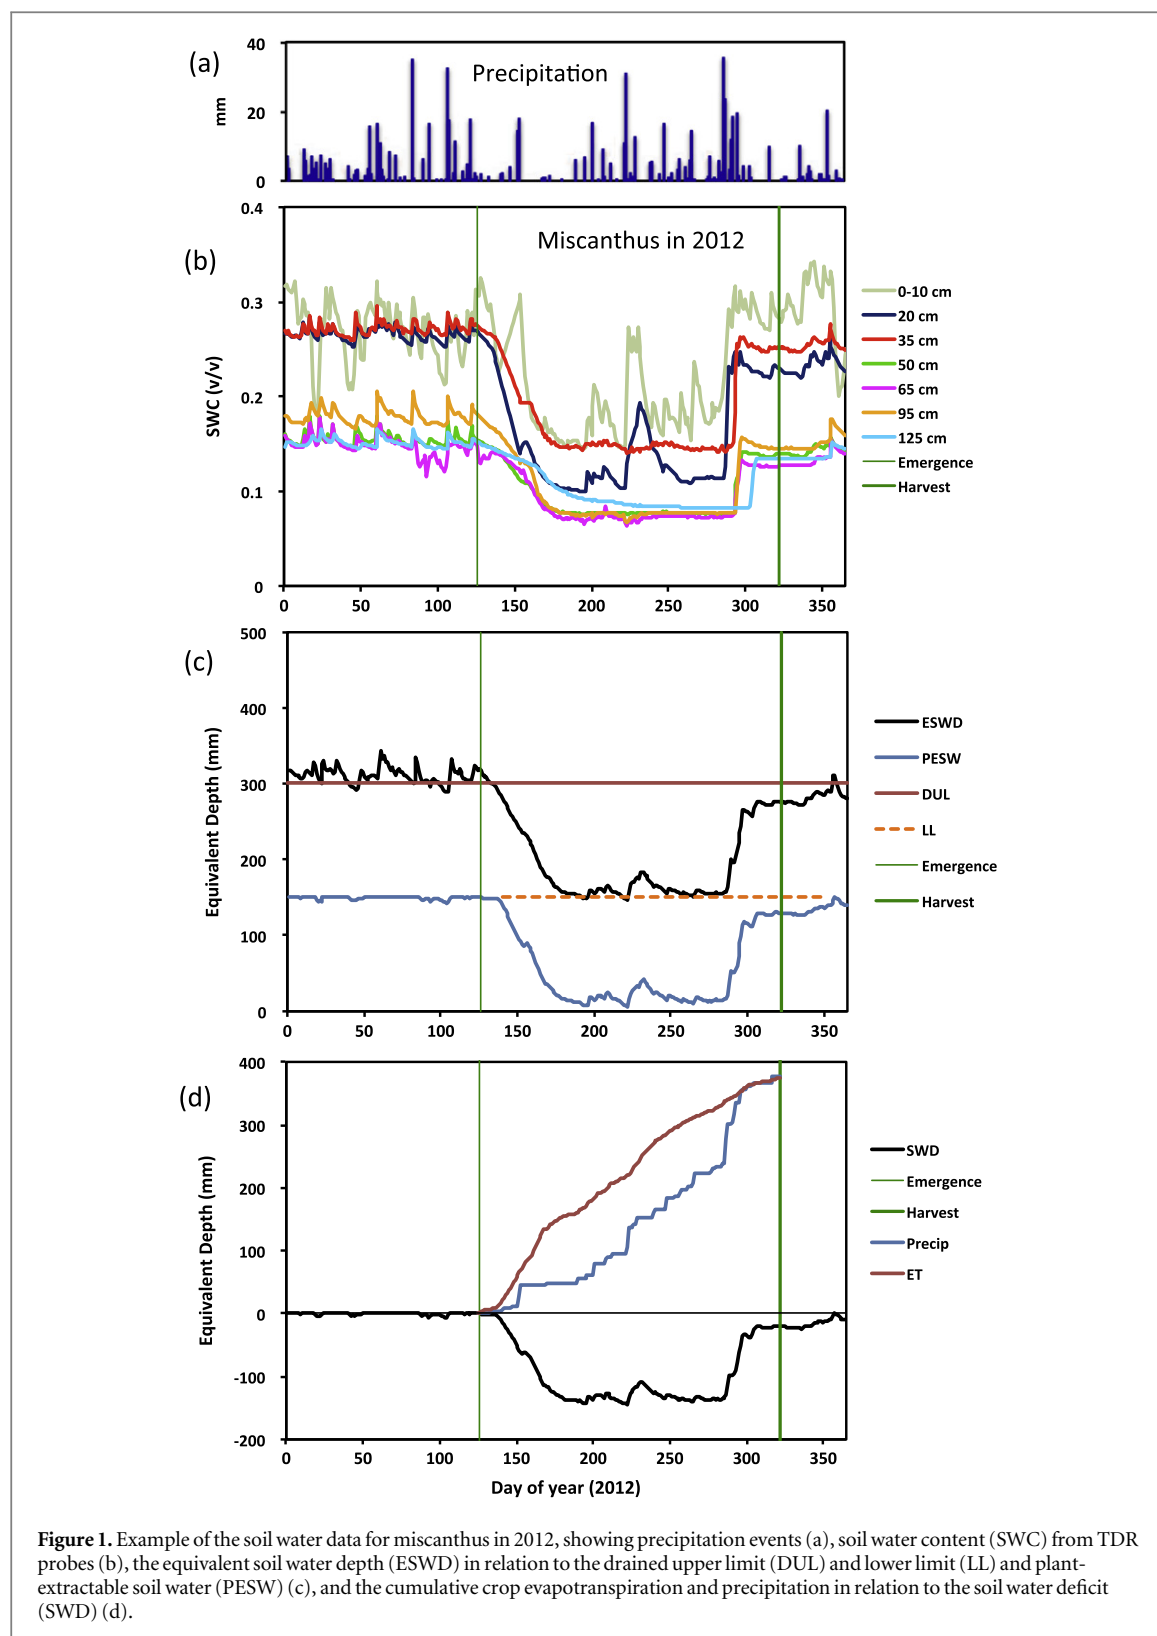 (a)
Precipitation
mm
40
20
0
(b)
Miscanthus in 2012
SWC (v/v)
0.4
0.3
0.2
0.1
0
0 50 100 150 200 250 300 350
0-10 cm
20 cm
35 cm
50 cm
65 cm
95 cm
125 cm
Emergence
Harvest
(c)
Equivalent Depth (mm)
500
400
300
200
100
0
0 50 100 150 200 250 300 350
ESWD
PESW
DUL
LL
Emergence
Harvest
(d)
Equivalent Depth (mm)
400
300
200
100
0
-100
-200
0 50 100 150 200 250 300 350
Day of year (2012)
SWD
Emergence
Harvest
Precip
ET
Figure 1. Example of the soil water data for miscanthus in 2012, showing precipitation events (a), soil water content (SWC) from TDR
probes (b), the equivalent soil water depth (ESWD) in relation to the drained upper limit (DUL) and lower limit (LL) and plant-
extractable soil water (PESW) (c), and the cumulative crop evapotranspiration and precipitation in relation to the soil water deficit
(SWD) (d).